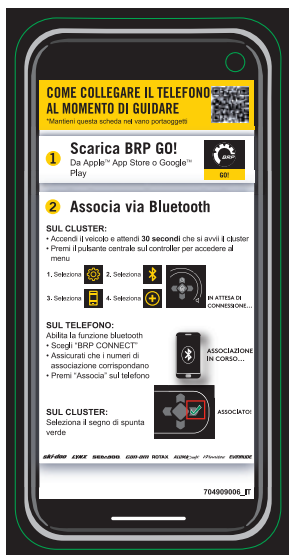 COME COLLEGARE IL TELEFONO
AL MOMENTO DI GUIDARE
*Mantieni questa scheda nel vano portaoggetti
1 Scarica BRP GO!
Da Apple™ App Store o Google™
Play
BRP
GO!
2 Associa via Bluetooth
SUL CLUSTER:
• Accendi il veicolo e attendi 30 secondi che si avvii il cluster
• Premi il pulsante centrale sul controller per accedere al
menu
1. Seleziona 2. Seleziona
3. Seleziona 4. Seleziona
IN ATTESA DI
CONNESSIONE...
SUL TELEFONO:
Abilita la funzione bluetooth
• Scegli "BRP CONNECT"
• Assicurati che i numeri di
associazione corrispondano
• Premi "Associa" sul telefono
ASSOCIAZIONE
IN CORSO...
SUL CLUSTER:
Seleziona il segno di spunta
verde
ASSOCIATO!
ski-doo LYNX SEA-DOO can-am ROTAX ALUMACRAFT Manitou EVINRUDE
704909006_IT